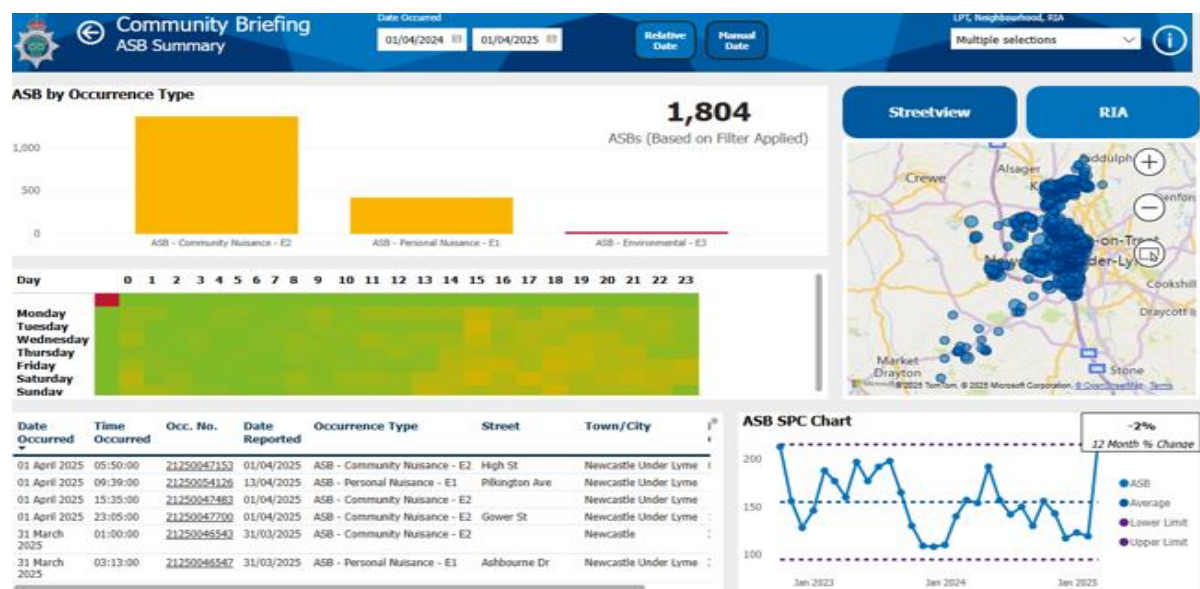 Community Briefing
ASB Summary
Date Occurred
01/04/2024
01/04/2025
Relative
Date
Manual
Date
LPT, Neighbourhood, RIA
Multiple selections
i
ASB by Occurrence Type
1,000
500
0
ASB - Community Nuisance - E2
ASB - Personal Nuisance - E1
ASB - Environmental - E3
1,804
ASBs (Based on Filter Applied)
Streetview
RIA
Crewe
Alsager
-on-Trent
der-Ly
Cookshill
Market
Drayton
Stone
© 2025 TomTom, © 2025 Microsoft Corporation, © OpenStreetMap Terms
Day 0 1 2 3 4 5 6 7 8 9 10 11 12 13 14 15 16 17 18 19 20 21 22 23
Monday
Tuesday
Wednesday
Thursday
Friday
Saturday
Sunday
Date Occurred Time Occurred Occ. No. Date Reported Occurrence Type Street Town/City
01 April 2025 05:50:00 21250047153 01/04/2025 ASB - Community Nuisance - E2 High St Newcastle Under Lyme
01 April 2025 09:39:00 21250054126 13/04/2025 ASB - Personal Nuisance - E1 Pilkington Ave Newcastle Under Lyme
01 April 2025 15:35:00 21250047483 01/04/2025 ASB - Community Nuisance - E2 Newcastle Under Lyme
01 April 2025 23:05:00 21250047700 01/04/2025 ASB - Community Nuisance - E2 Gower St Newcastle Under Lyme
31 March 2025 01:00:00 21250046543 31/03/2025 ASB - Community Nuisance - E2 Newcastle
31 March 2025 03:13:00 21250046547 31/03/2025 ASB - Personal Nuisance - E1 Ashbourne Dr Newcastle Under Lyme
ASB SPC Chart
-2%
12 Month % Change
200
150
100
Jan 2023
Jan 2024
Jan 2025
ASB
Average
Lower Limit
Upper Limit